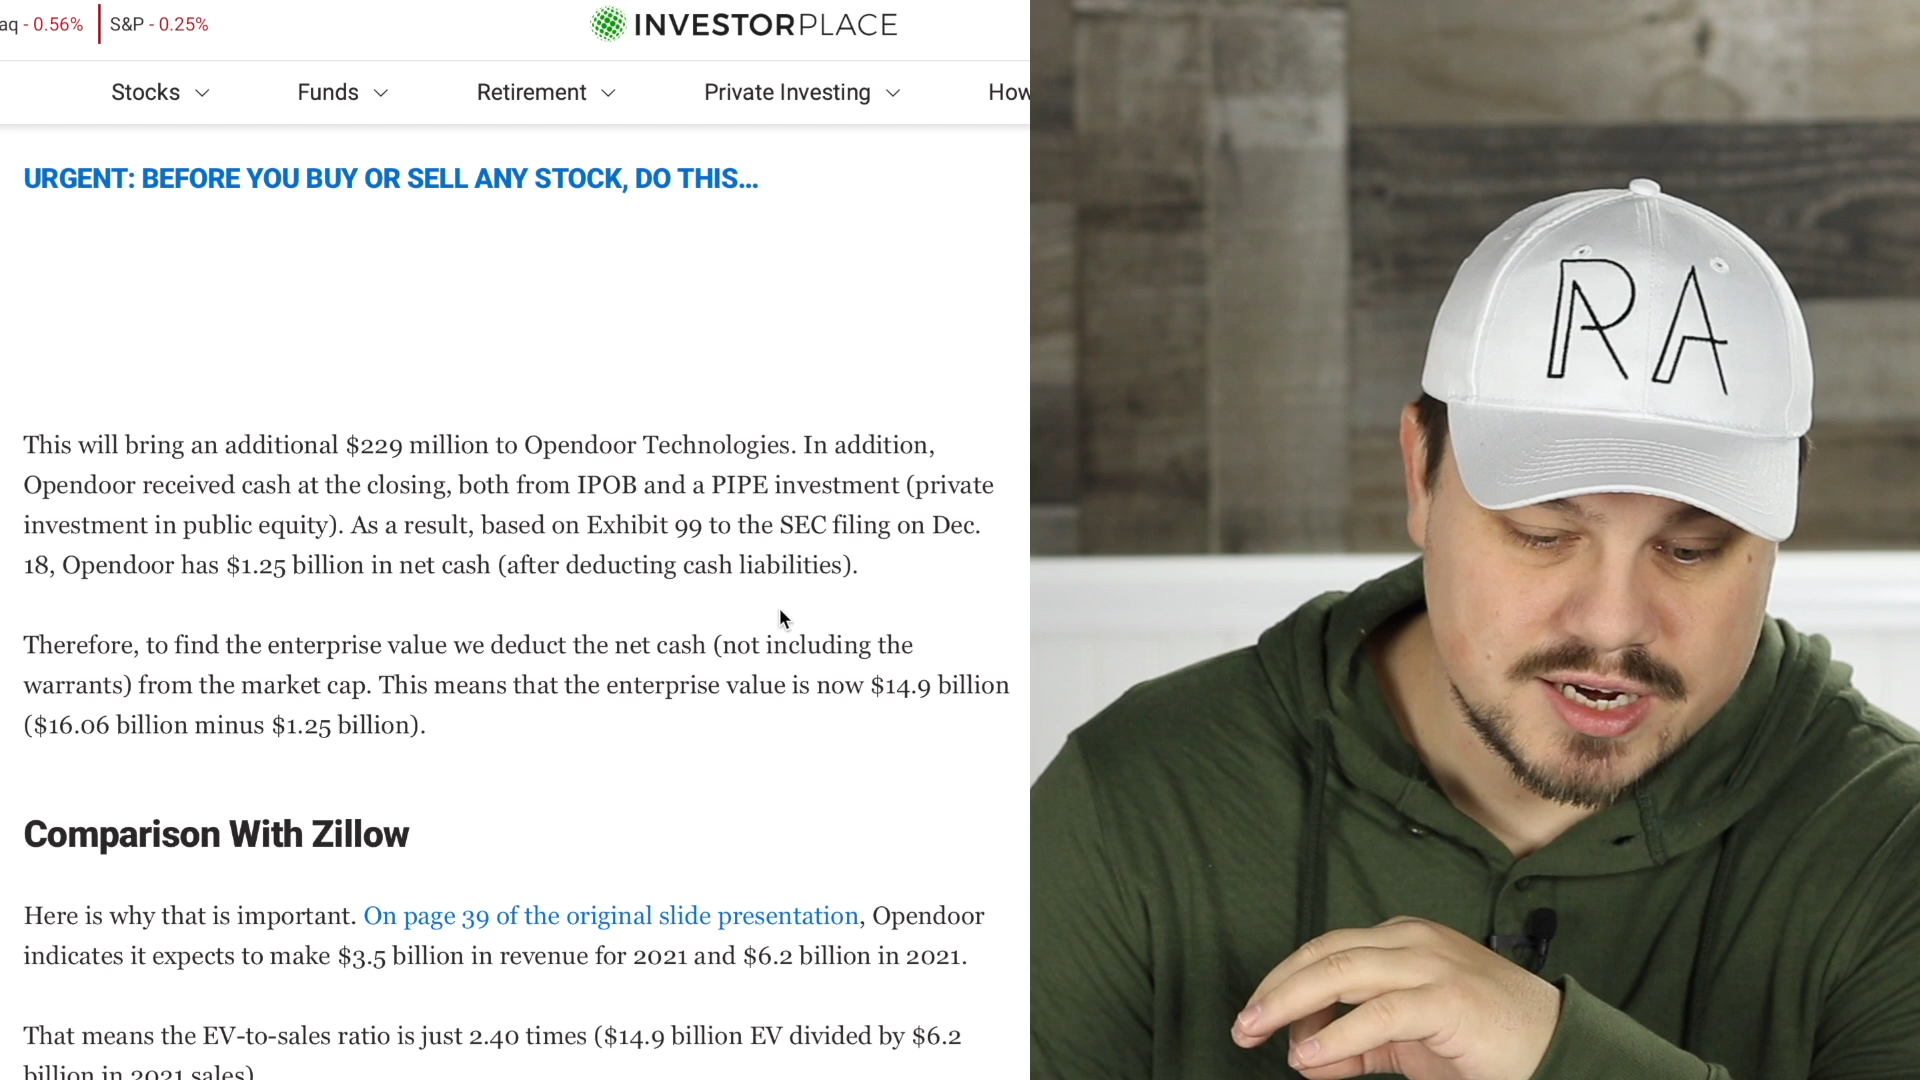 aq - 0.56% S&P - 0.25%
INVESTORPLACE
Stocks Funds Retirement Private Investing How
URGENT: BEFORE YOU BUY OR SELL ANY STOCK, DO THIS...
This will bring an additional $229 million to Opendoor Technologies. In addition,
Opendoor received cash at the closing, both from IPOB and a PIPE investment (private
investment in public equity). As a result, based on Exhibit 99 to the SEC filing on Dec.
18, Opendoor has $1.25 billion in net cash (after deducting cash liabilities).
Therefore, to find the enterprise value we deduct the net cash (not including the
warrants) from the market cap. This means that the enterprise value is now $14.9 billion
($16.06 billion minus $1.25 billion).
Comparison With Zillow
Here is why that is important. On page 39 of the original slide presentation, Opendoor
indicates it expects to make $3.5 billion in revenue for 2021 and $6.2 billion in 2021.
That means the EV-to-sales ratio is just 2.40 times ($14.9 billion EV divided by $6.2
billion in 2021 sales)
RA